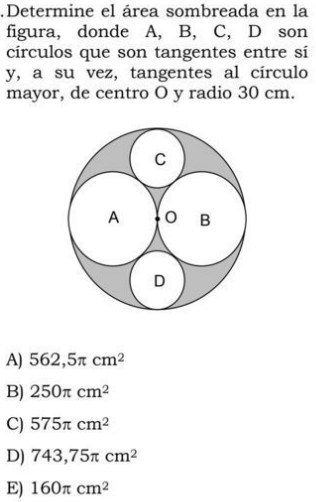 .Determine el área sombreada en la
figura, donde A, B, C, D son
círculos que son tangentes entre sí
y, a su vez, tangentes al círculo
mayor, de centro O y radio 30 cm.
C
A O B
D
A) 562,5π cm²
B) 250π cm²
C) 575π cm²
D) 743,75π cm²
E) 160π cm²